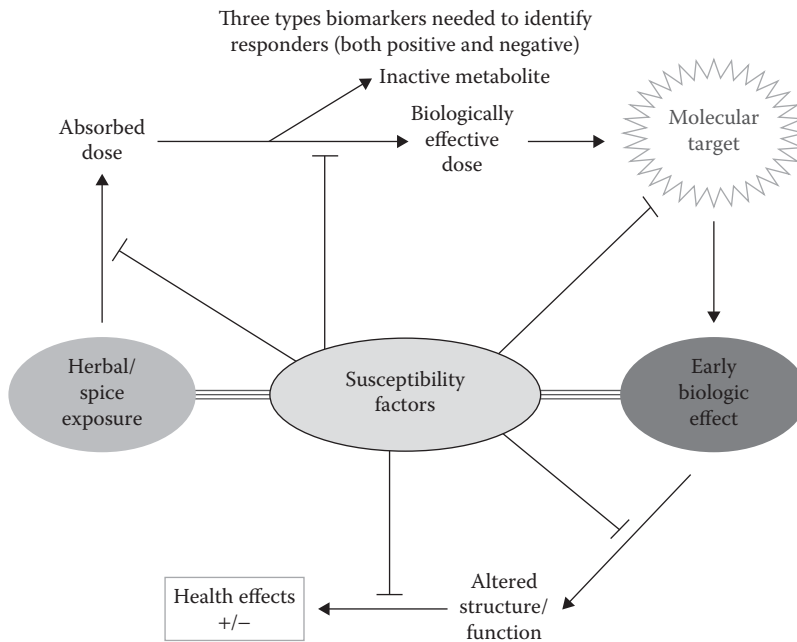 Three types biomarkers needed to identify
responders (both positive and negative)
Inactive metabolite
Absorbed
dose
Biologically
effective
dose
Molecular
target
Herbal/
spice
exposure
Susceptibility
factors
Early
biologic
effect
Health effects
+/−
Altered
structure/
function